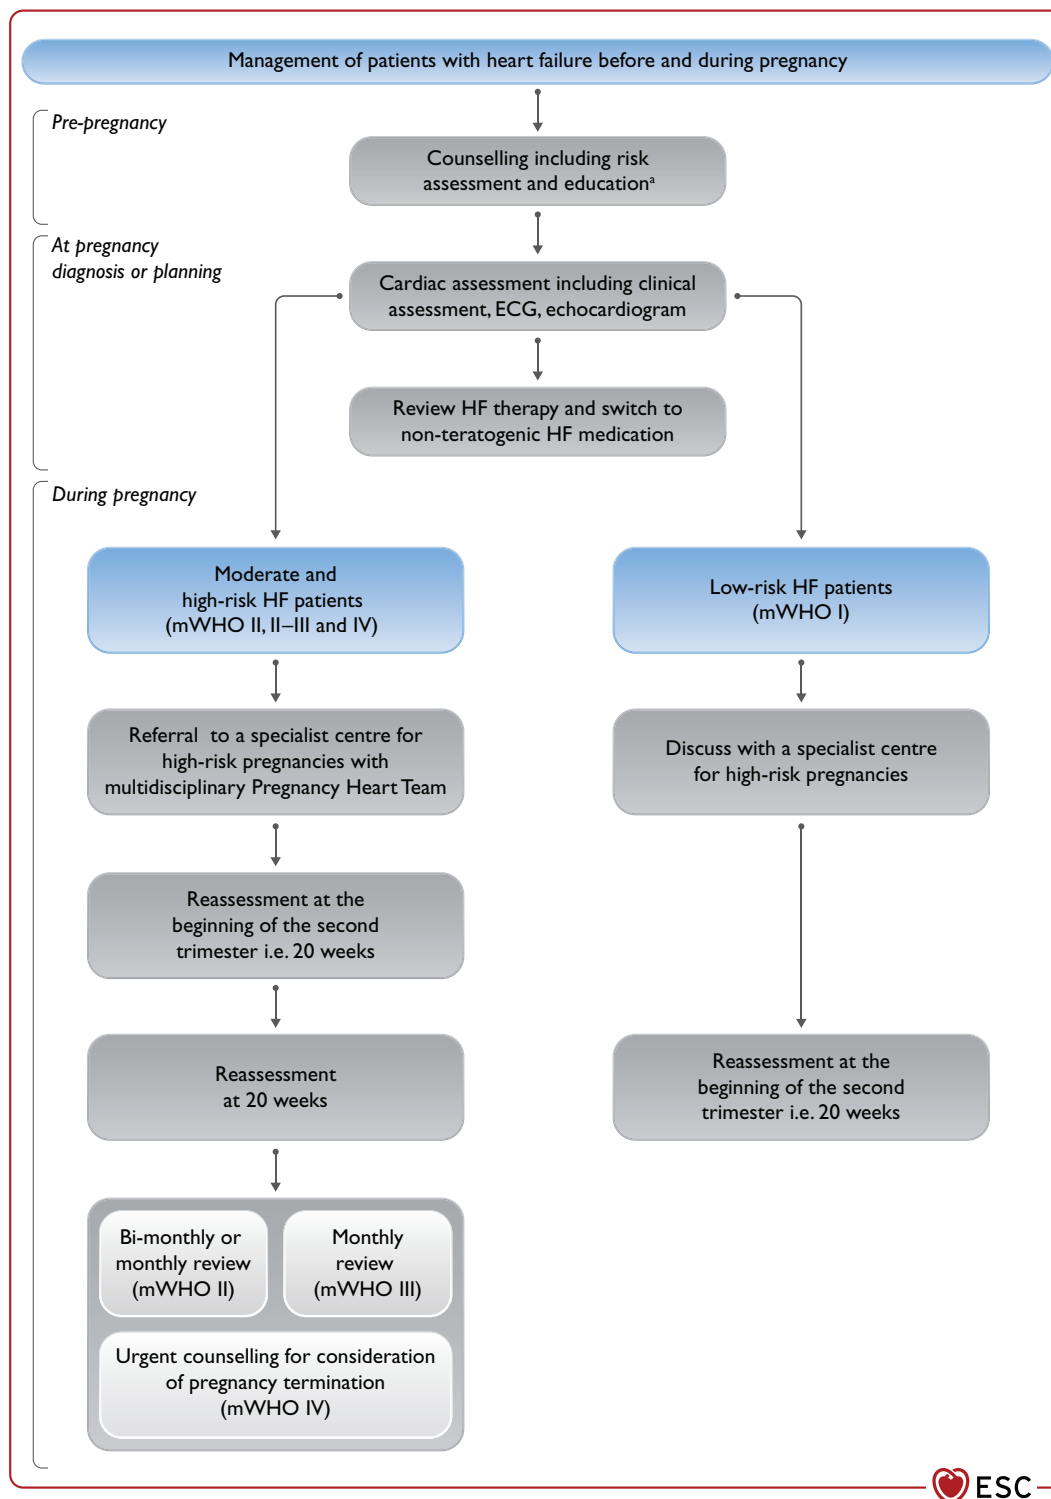 Management of patients with heart failure before and during pregnancy
Pre-pregnancy
Counselling including risk
assessment and educationᵃ
At pregnancy
diagnosis or planning
Cardiac assessment including clinical
assessment, ECG, echocardiogram
Review HF therapy and switch to
non-teratogenic HF medication
During pregnancy
Moderate and
high-risk HF patients
(mWHO II, II–III and IV)
Referral to a specialist centre for
high-risk pregnancies with
multidisciplinary Pregnancy Heart Team
Reassessment at the
beginning of the second
trimester i.e. 20 weeks
Reassessment
at 20 weeks
Bi-monthly or
monthly review
(mWHO II)
Monthly
review
(mWHO III)
Urgent counselling for consideration
of pregnancy termination
(mWHO IV)
Low-risk HF patients
(mWHO I)
Discuss with a specialist centre
for high-risk pregnancies
Reassessment at the
beginning of the second
trimester i.e. 20 weeks
ESC